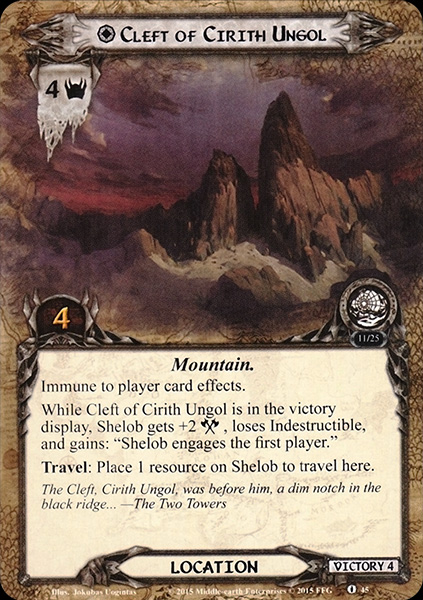 CLEFT OF CIRITH UNGOL
4
4
11/25
Mountain.
Immune to player card effects.
While Cleft of Cirith Ungol is in the victory
display, Shelob gets +2 , loses Indestructible,
and gains: “Shelob engages the first player.”
Travel: Place 1 resource on Shelob to travel here.
The Cleft, Cirith Ungol, was before him, a dim notch in the
black ridge... —The Two Towers
LOCATION
VICTORY 4
Illus. Jokubas Uogintas © 2015 Middle-earth Enterprises © 2015 FFG 45